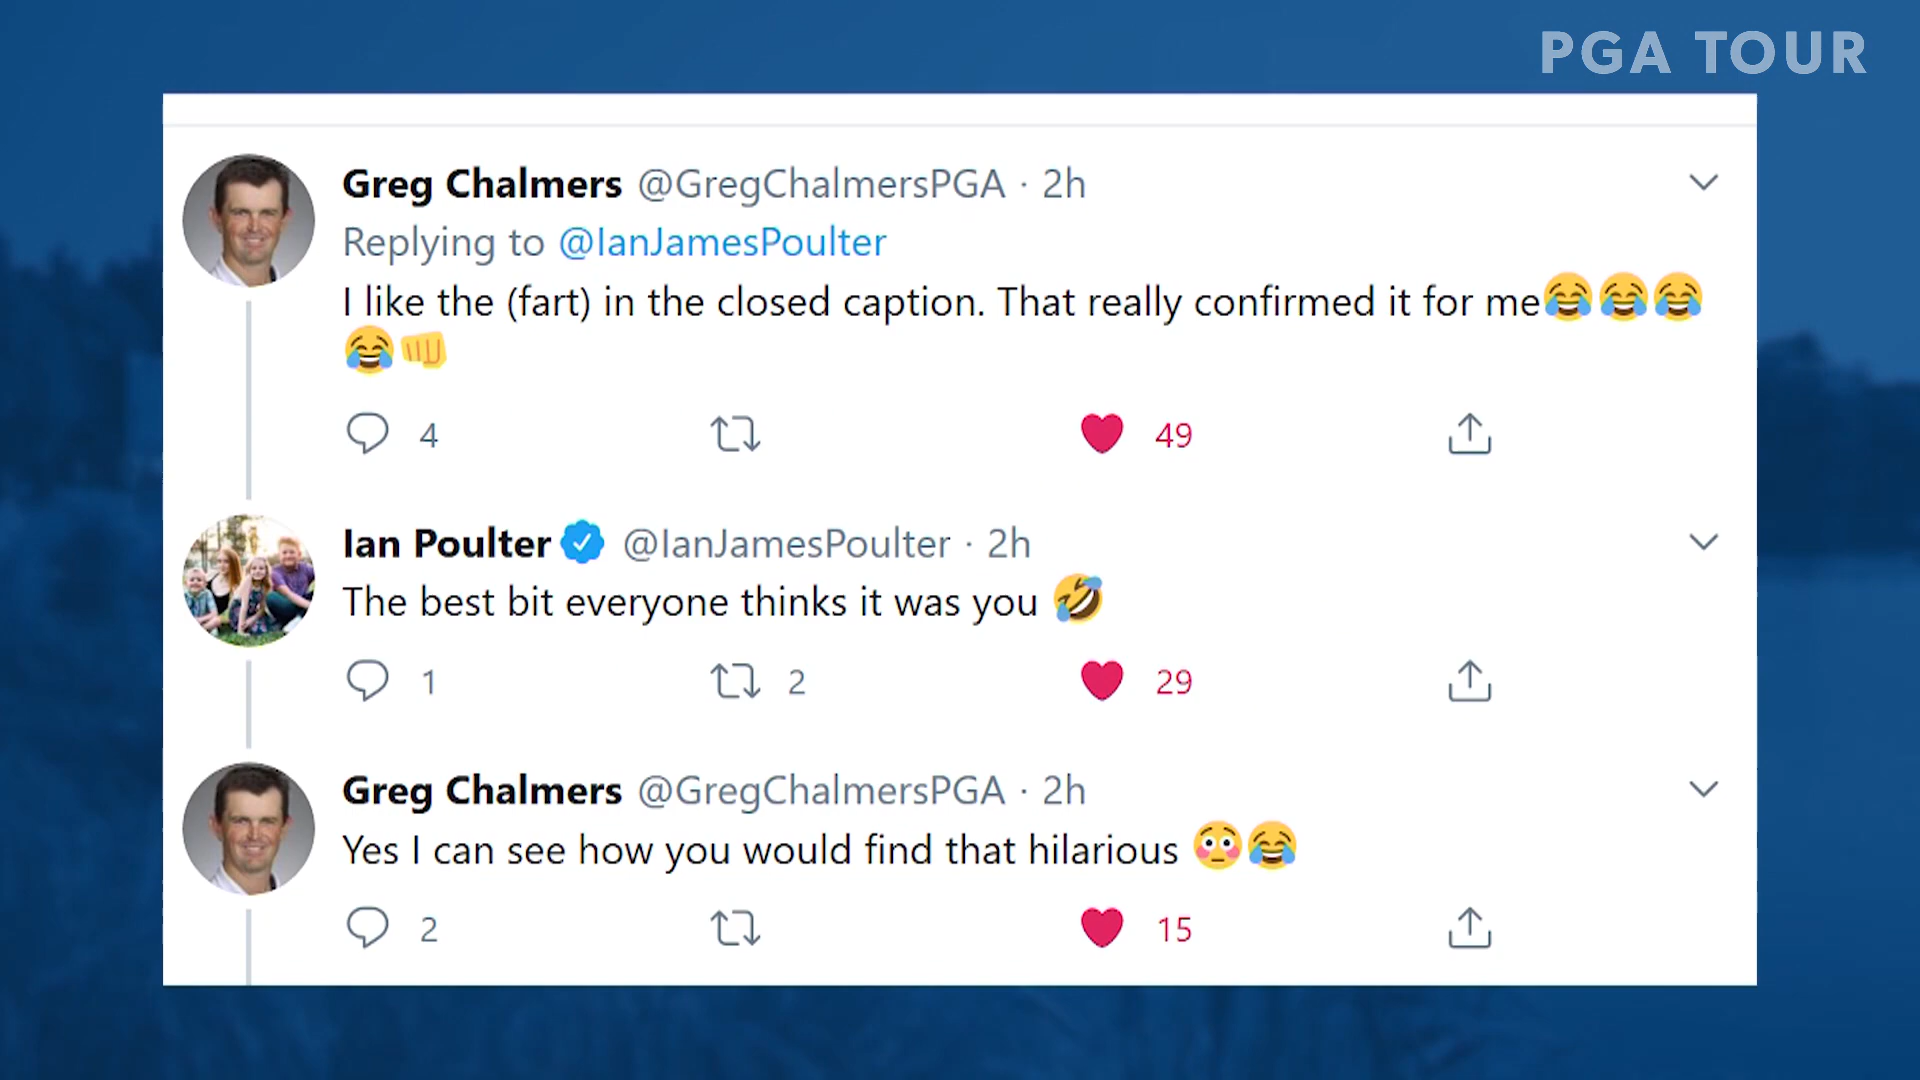 PGA TOUR
Greg Chalmers @GregChalmersPGA · 2h
Replying to @IanJamesPoulter
I like the (fart) in the closed caption. That really confirmed it for me😂😂😂
😂👊
4 49
Ian Poulter @IanJamesPoulter · 2h
The best bit everyone thinks it was you 🤣
1 2 29
Greg Chalmers @GregChalmersPGA · 2h
Yes I can see how you would find that hilarious 😳😂
2 15